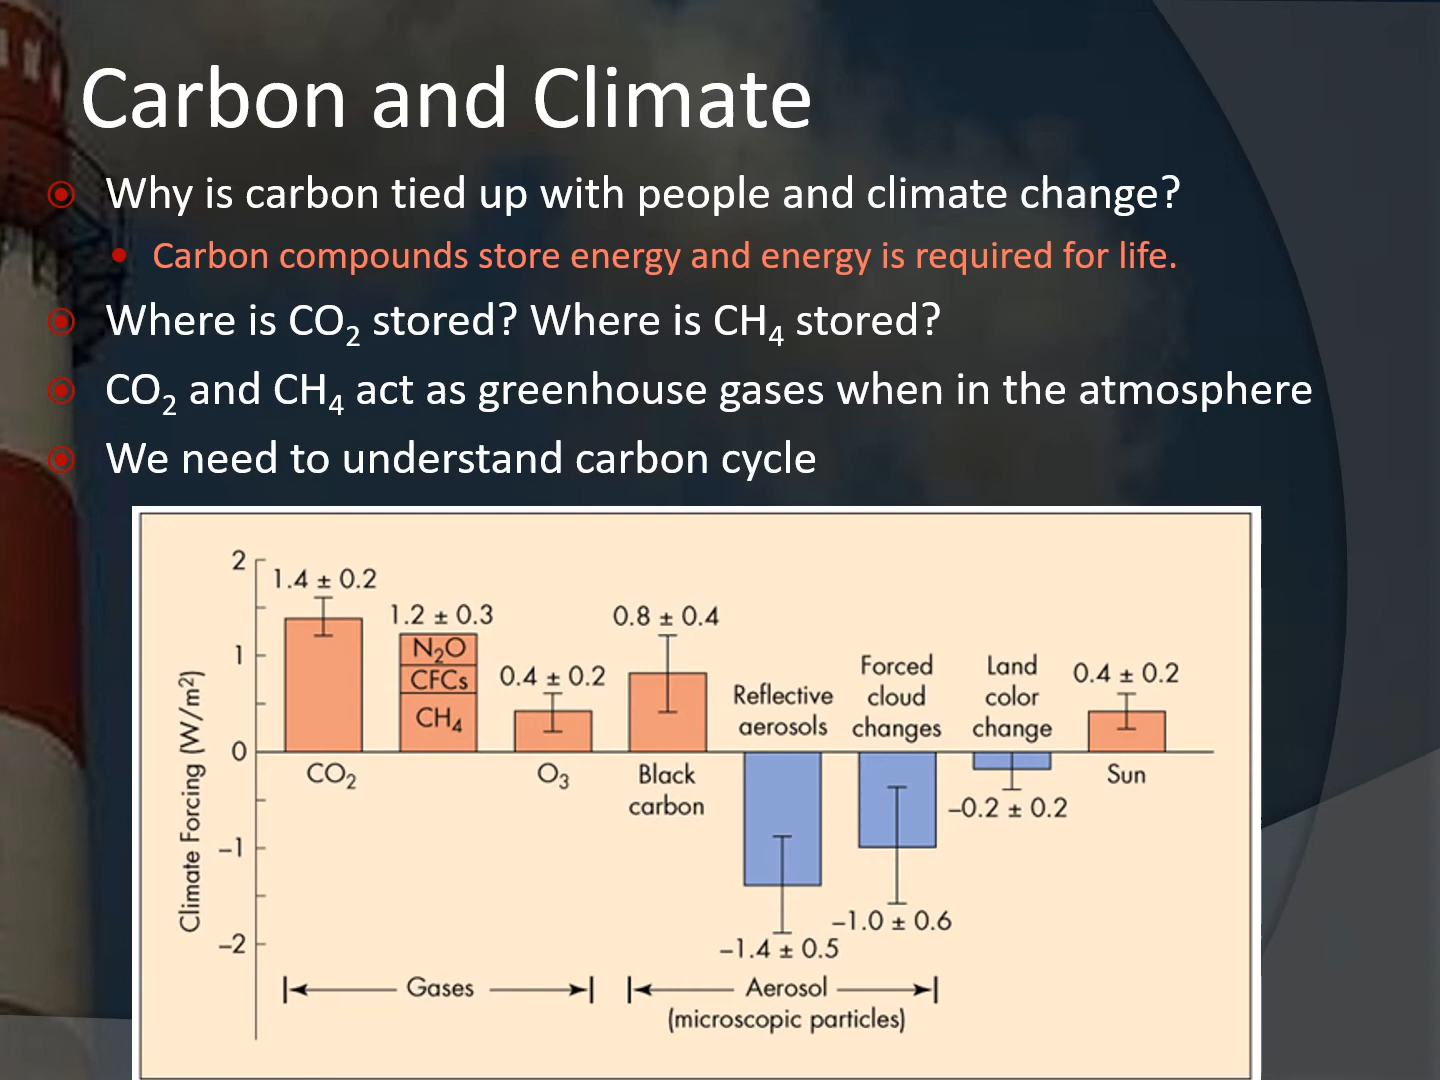 Carbon and Climate
Why is carbon tied up with people and climate change?
Carbon compounds store energy and energy is required for life.
Where is CO₂ stored? Where is CH₄ stored?
CO₂ and CH₄ act as greenhouse gases when in the atmosphere
We need to understand carbon cycle
Climate Forcing (W/m²)
2
1
0
–1
–2
1.4 ± 0.2
CO₂
1.2 ± 0.3
N₂O
CFCs
CH₄
0.4 ± 0.2
O₃
0.8 ± 0.4
Black
carbon
Reflective
aerosols
–1.4 ± 0.5
Forced
cloud
changes
–1.0 ± 0.6
Land
color
change
–0.2 ± 0.2
0.4 ± 0.2
Sun
Gases
Aerosol
(microscopic particles)